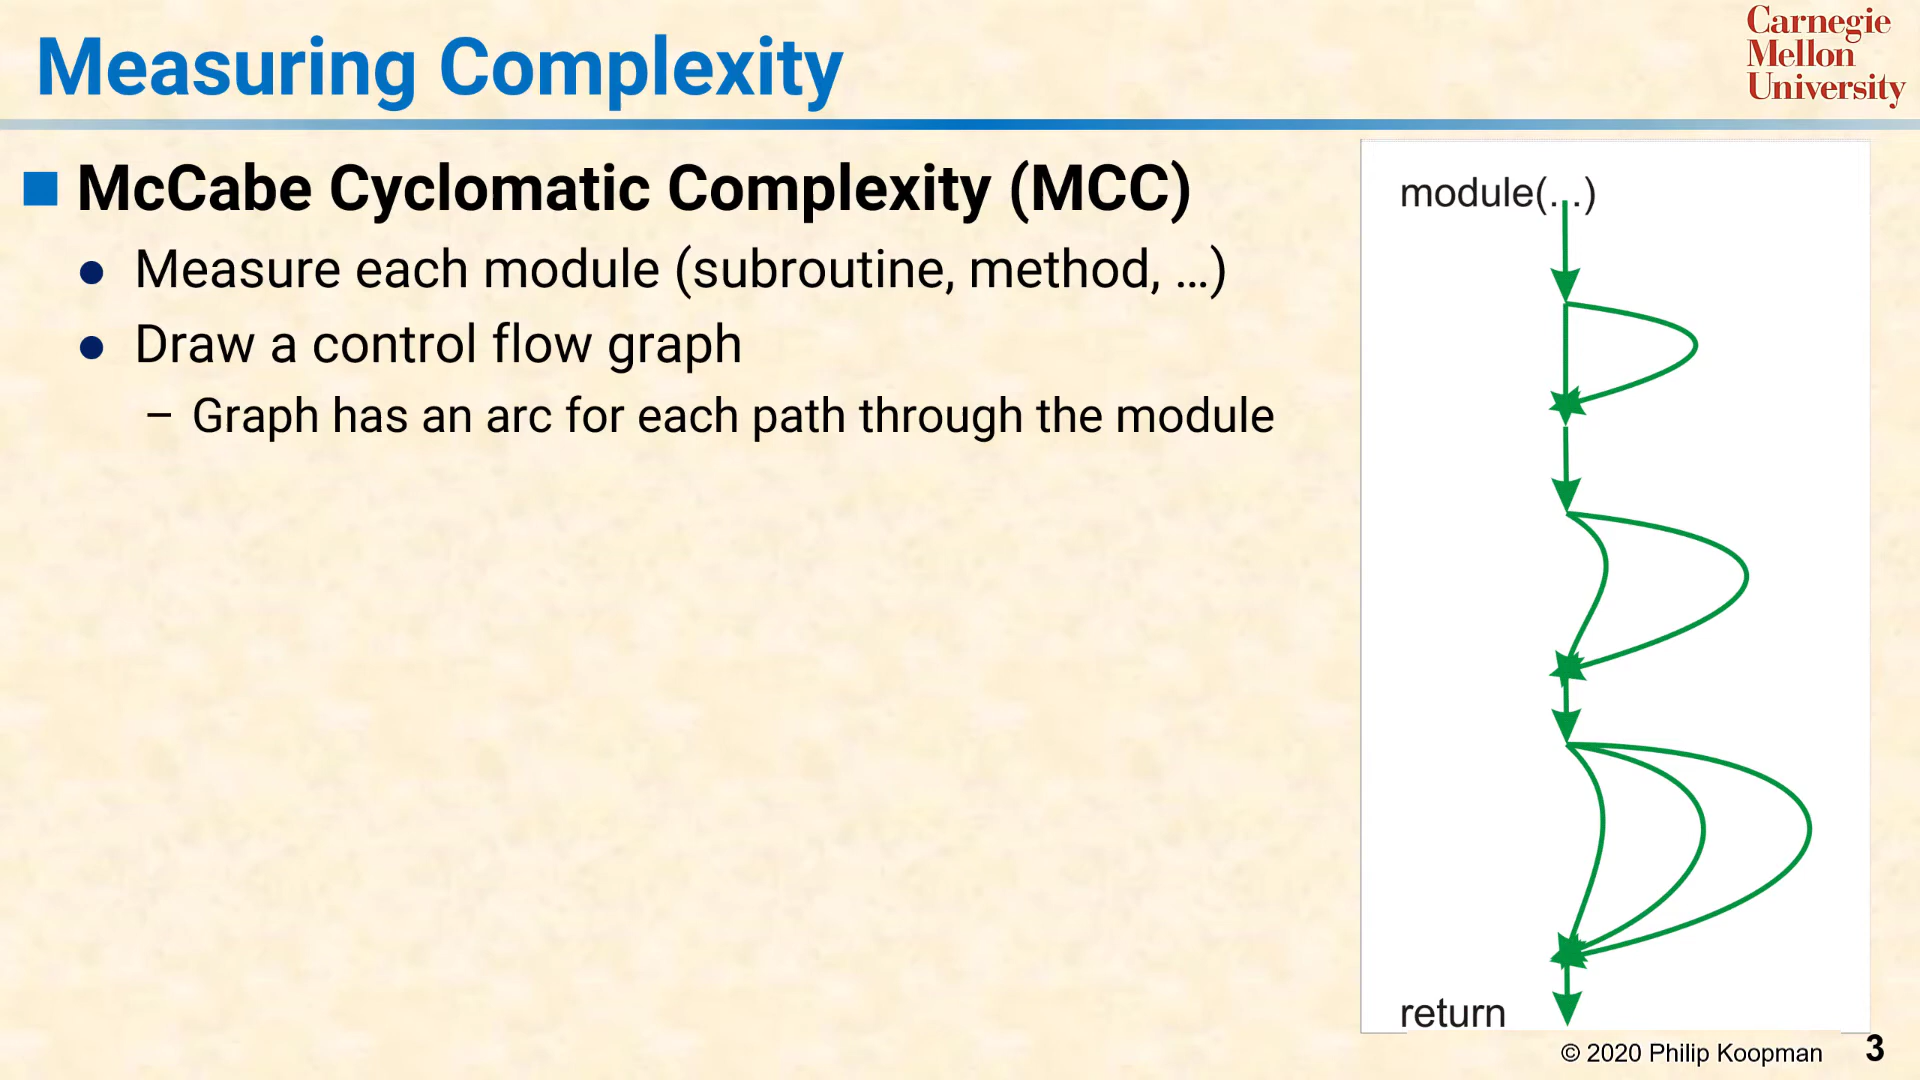 Measuring Complexity
Carnegie
Mellon
University
McCabe Cyclomatic Complexity (MCC)
Measure each module (subroutine, method, ...)
Draw a control flow graph
– Graph has an arc for each path through the module
module(...)
return
© 2020 Philip Koopman
3